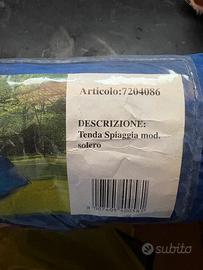 Articolo:7204086
DESCRIZIONE:
Tenda Spiaggia mod.
solero
subito